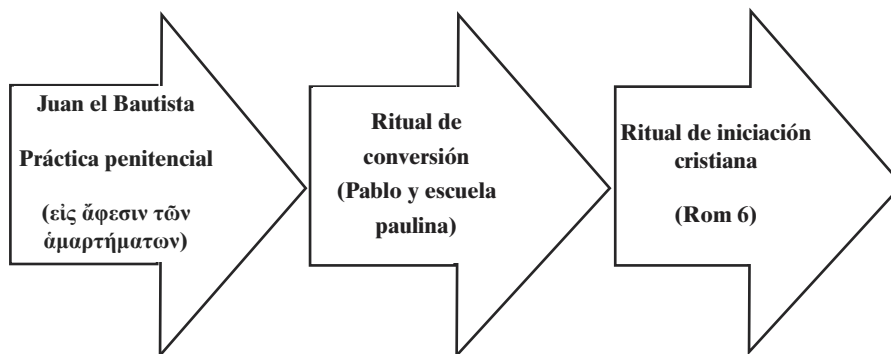 Juan el Bautista
Práctica penitencial
(εἰς ἄφεσιν τῶν
ἁμαρτήματων)
Ritual de
conversión
(Pablo y escuela
paulina)
Ritual de iniciación
cristiana
(Rom 6)